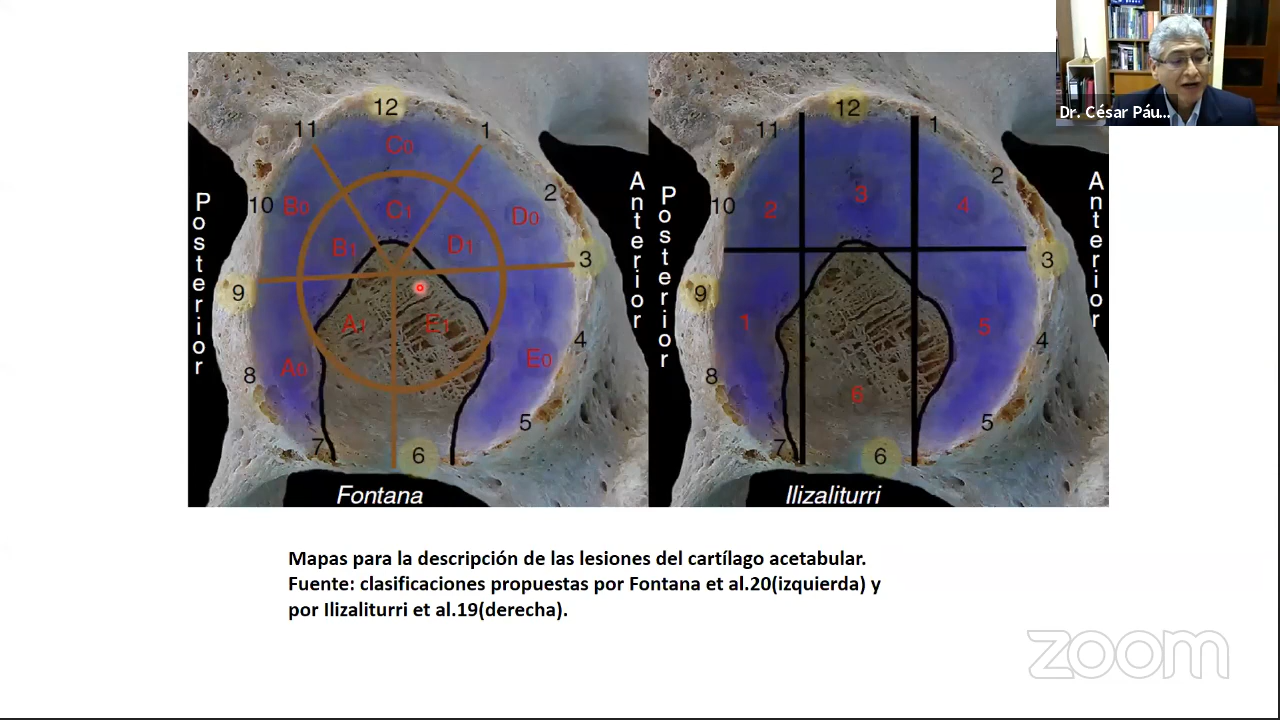 12
11
1
C0
Posterior
10
B0
2
D0
Anterior
C1
B1
D1
3
9
A1
E1
4
8
A0
E0
5
7
6
Fontana
12
11
1
Posterior
10
2
3
2
4
Anterior
3
9
1
5
4
8
6
5
7
6
Ilizaliturri
Dr. César Páu...
Mapas para la descripción de las lesiones del cartílago acetabular.
Fuente: clasificaciones propuestas por Fontana et al.20(izquierda) y
por Ilizaliturri et al.19(derecha).
zoom